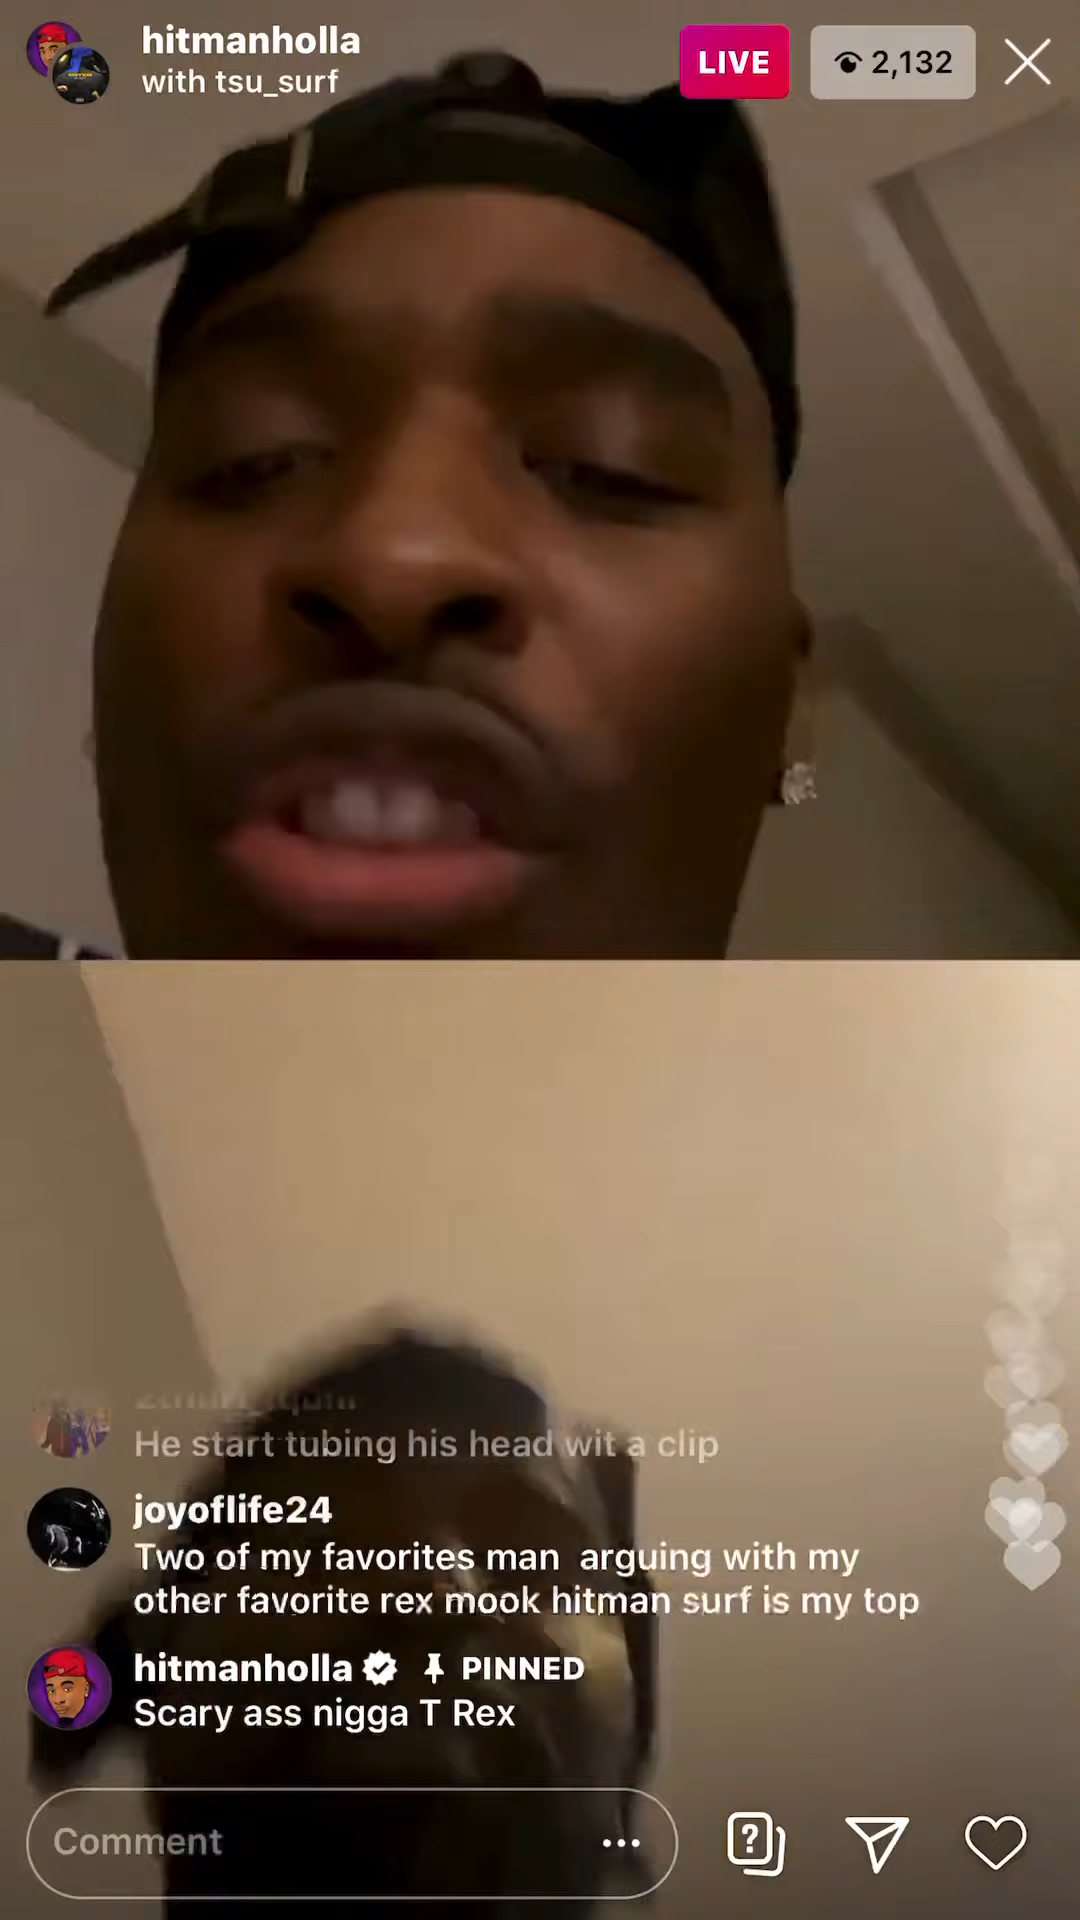 hitmanholla
with tsu_surf
LIVE
2,132
He start tubing his head wit a clip
joyoflife24
Two of my favorites man arguing with my
other favorite rex mook hitman surf is my top
hitmanholla PINNED
Scary ass nigga T Rex
Comment